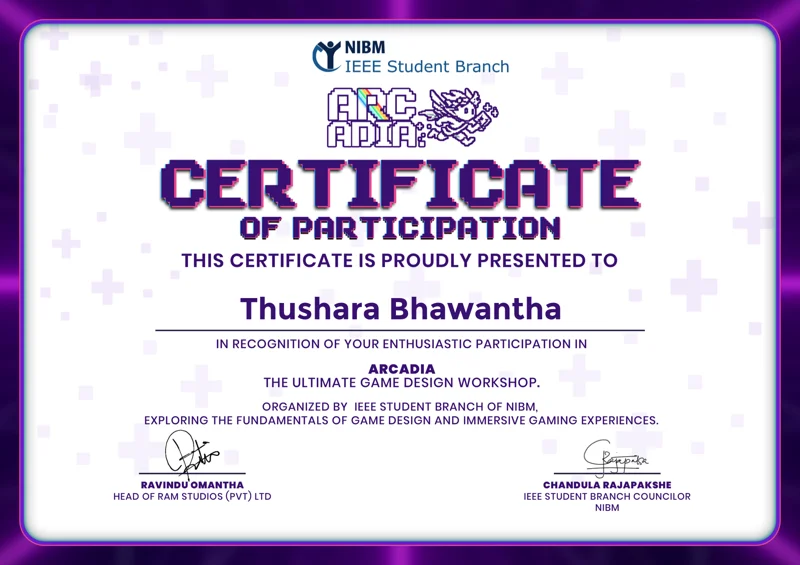 NIBM
IEEE Student Branch
ARC
ADIA
CERTIFICATE
OF PARTICIPATION
THIS CERTIFICATE IS PROUDLY PRESENTED TO
Thushara Bhawantha
IN RECOGNITION OF YOUR ENTHUSIASTIC PARTICIPATION IN
ARCADIA
THE ULTIMATE GAME DESIGN WORKSHOP.
ORGANIZED BY IEEE STUDENT BRANCH OF NIBM,
EXPLORING THE FUNDAMENTALS OF GAME DESIGN AND IMMERSIVE GAMING EXPERIENCES.
RAVINDU OMANTHA
HEAD OF RAM STUDIOS (PVT) LTD
CRajapaksa
CHANDULA RAJAPAKSHE
IEEE STUDENT BRANCH COUNCILOR
NIBM